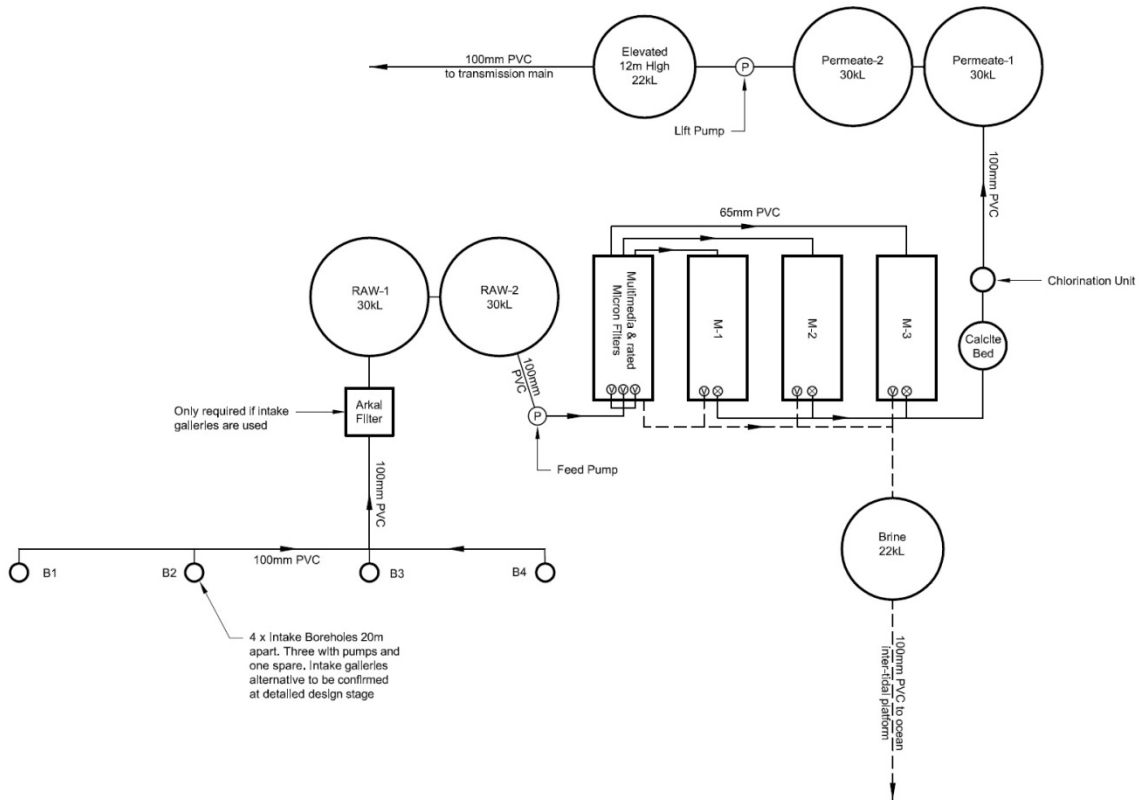 100mm PVC
to transmission main
Elevated
12m High
22kL
P
Permeate-2
30kL
Permeate-1
30kL
Lift Pump
100mm PVC
65mm PVC
RAW-1
30kL
RAW-2
30kL
Multimedia & rated
Micron Filters
M-1
M-2
M-3
Chlorination Unit
Calcite
Bed
100mm
PVC
V
V
V
V
V
V
Only required if intake
galleries are used
Arkal
Filter
P
Feed Pump
100mm PVC
Brine
22kL
100mm PVC
B1
B2
B3
B4
4 x Intake Boreholes 20m
apart. Three with pumps and
one spare. Intake galleries
alternative to be confirmed
at detailed design stage
100mm PVC to ocean
inter-tidal platform